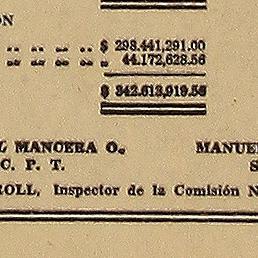 ON
$ 298.441,291.00
44.172,628.56
$ 342.613,919.56
L MANCERA O. MANUE
C. P. T. S
ROLL, Inspector de la Comisión N